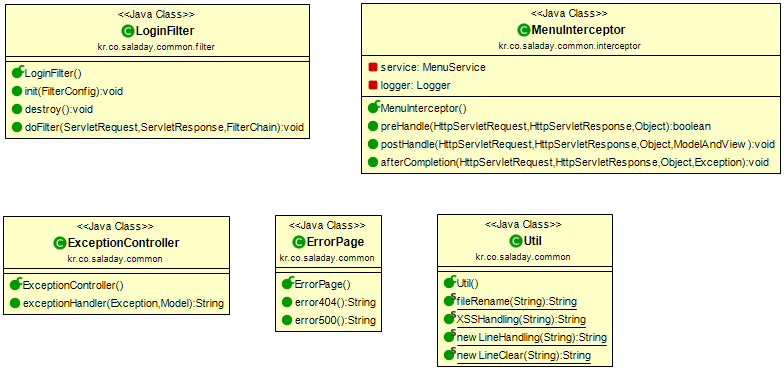 <<Java Class>>
LoginFilter
kr.co.saladay.common.filter
LoginFilter()
init(FilterConfig):void
destroy():void
doFilter(ServletRequest,ServletResponse,FilterChain):void
<<Java Class>>
MenuInterceptor
kr.co.saladay.common.interceptor
service: MenuService
logger: Logger
MenuInterceptor()
preHandle(HttpServletRequest,HttpServletResponse,Object):boolean
postHandle(HttpServletRequest,HttpServletResponse,Object,ModelAndView ):void
afterCompletion(HttpServletRequest,HttpServletResponse,Object,Exception):void
<<Java Class>>
ExceptionController
kr.co.saladay.common
ExceptionController()
exceptionHandler(Exception,Model):String
<<Java Class>>
ErrorPage
kr.co.saladay.common
ErrorPage()
error404():String
error500():String
<<Java Class>>
Util
kr.co.saladay.common
Util()
fileRename(String):String
XSSHandling(String):String
new LineHandling(String):String
new LineClear(String):String